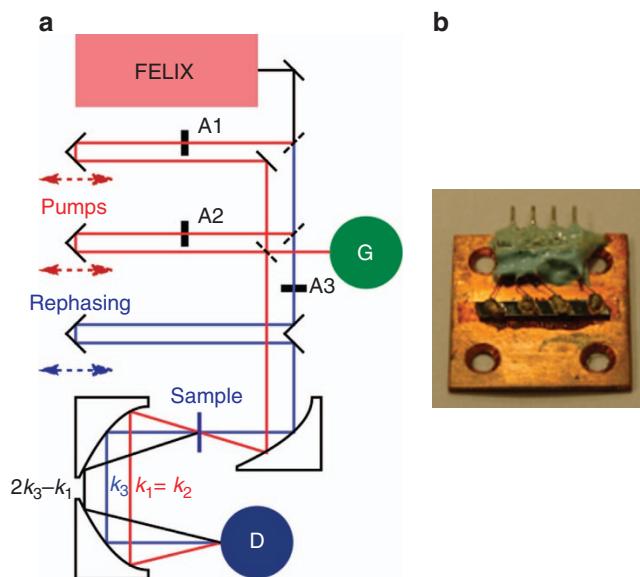 a
b
FELIX
A1
Pumps
A2
G
A3
Rephasing
Sample
2k₃–k₁
k₃
k₁= k₂
D